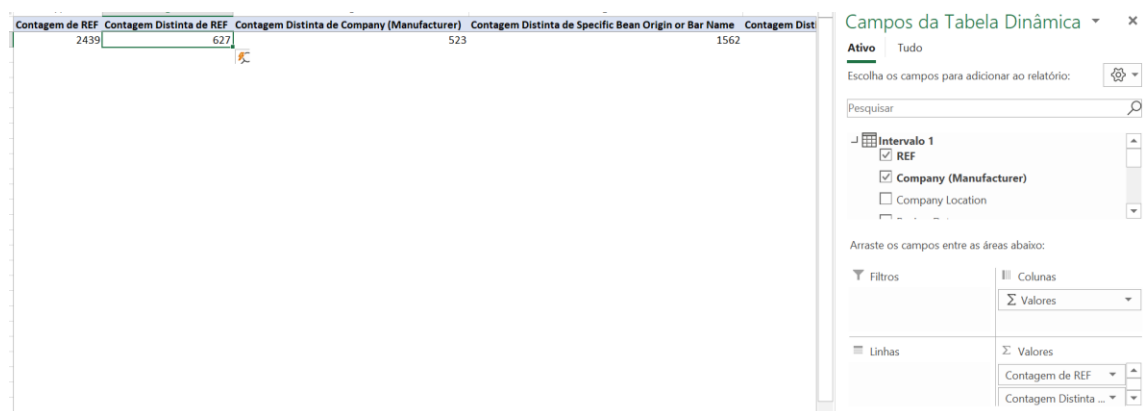 Contagem de REF Contagem Distinta de REF Contagem Distinta de Company (Manufacturer) Contagem Distinta de Specific Bean Origin or Bar Name Contagem Dist
2439 627 523 1562
Campos da Tabela Dinâmica
Ativo Tudo
Escolha os campos para adicionar ao relatório:
Pesquisar
Intervalo 1
REF
Company (Manufacturer)
Company Location
Arraste os campos entre as áreas abaixo:
Filtros Colunas
Σ Valores
Linhas Σ Valores
Contagem de REF
Contagem Distinta ...